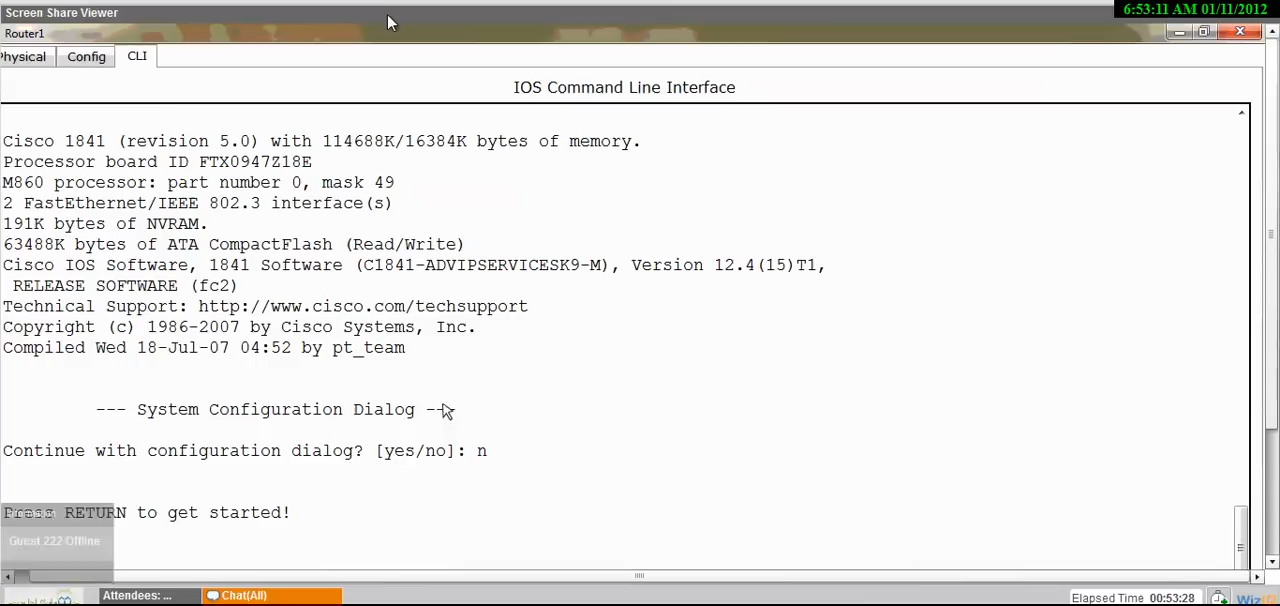 6:53:11 AM 01/11/2012
Screen Share Viewer
Router1
Physical Config CLI
IOS Command Line Interface
Cisco 1841 (revision 5.0) with 114688K/16384K bytes of memory.
Processor board ID FTX0947Z18E
M860 processor: part number 0, mask 49
2 FastEthernet/IEEE 802.3 interface(s)
191K bytes of NVRAM.
63488K bytes of ATA CompactFlash (Read/Write)
Cisco IOS Software, 1841 Software (C1841-ADVIPSERVICESK9-M), Version 12.4(15)T1,
RELEASE SOFTWARE (fc2)
Technical Support: http://www.cisco.com/techsupport
Copyright (c) 1986-2007 by Cisco Systems, Inc.
Compiled Wed 18-Jul-07 04:52 by pt_team
--- System Configuration Dialog ---
Continue with configuration dialog? [yes/no]: n
Press RETURN to get started!
Guest 222 Offline
Attendees: ... Chat(All) Elapsed Time 00:53:28 WizIQ